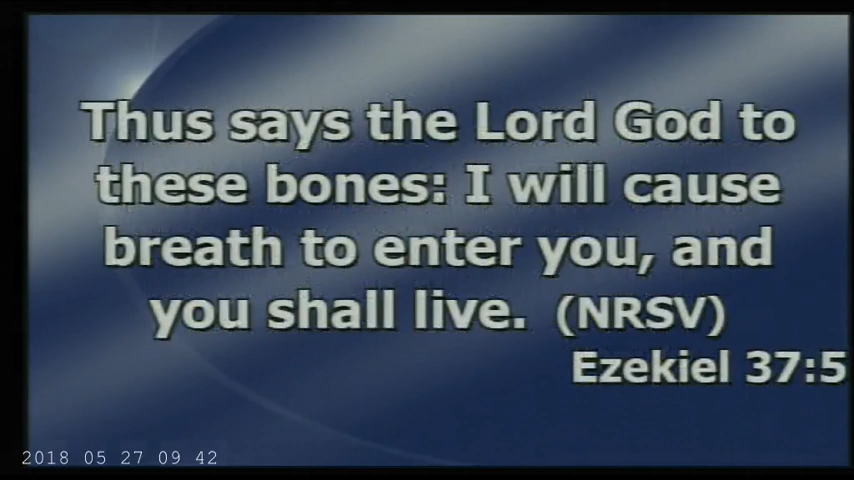 Thus says the Lord God to
these bones: I will cause
breath to enter you, and
you shall live. (NRSV)
Ezekiel 37:5
2018 05 27 09 42